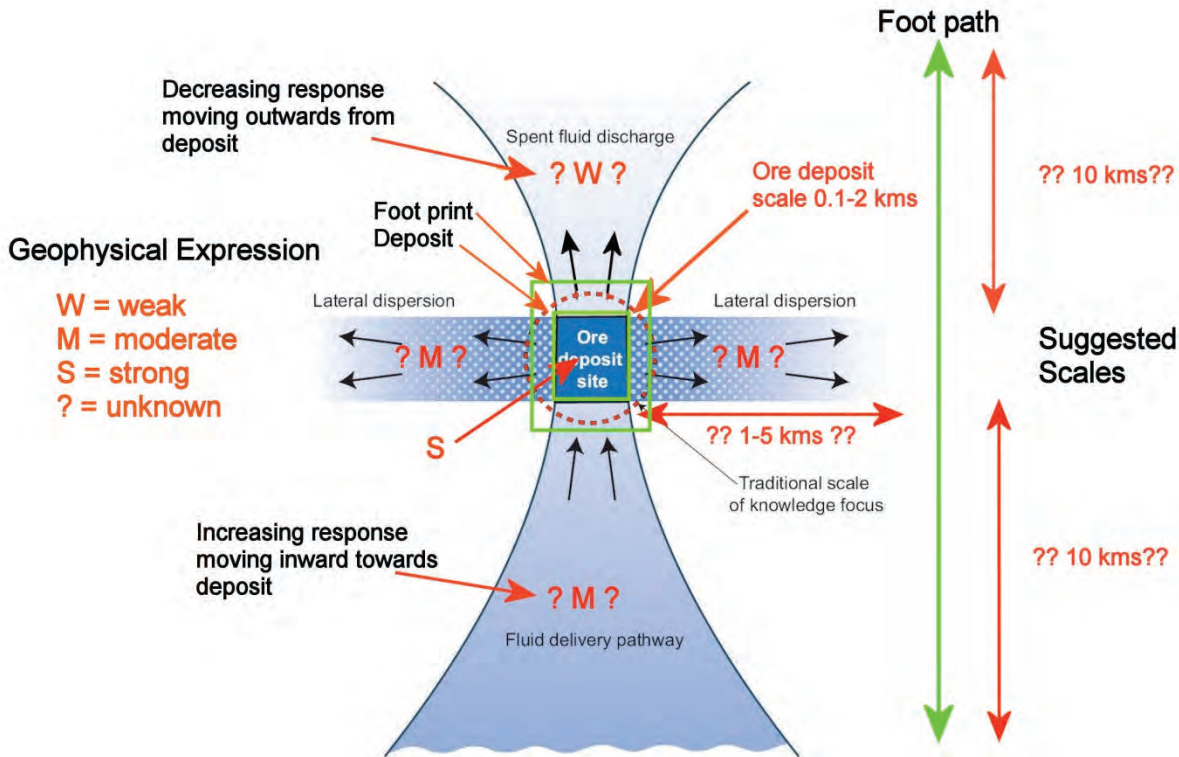 Foot path
Decreasing response
moving outwards from
deposit
Spent fluid discharge
? W ?
Ore deposit
scale 0.1-2 kms
?? 10 kms??
Foot print
Deposit
Geophysical Expression
W = weak
M = moderate
S = strong
? = unknown
Lateral dispersion
Lateral dispersion
? M ?
Ore
deposit
site
? M ?
Suggested
Scales
S
?? 1-5 kms ??
Traditional scale
of knowledge focus
Increasing response
moving inward towards
deposit
?? 10 kms??
? M ?
Fluid delivery pathway